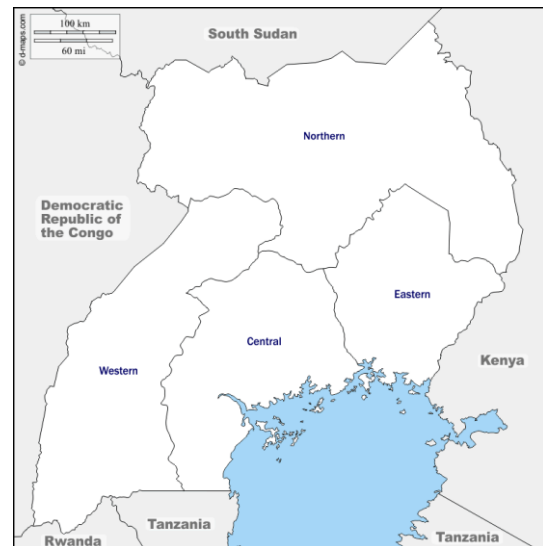 100 km
60 mi
© d-maps.com
South Sudan
Northern
Democratic
Republic of
the Congo
Eastern
Central
Western
Kenya
Tanzania
Rwanda
Tanzania